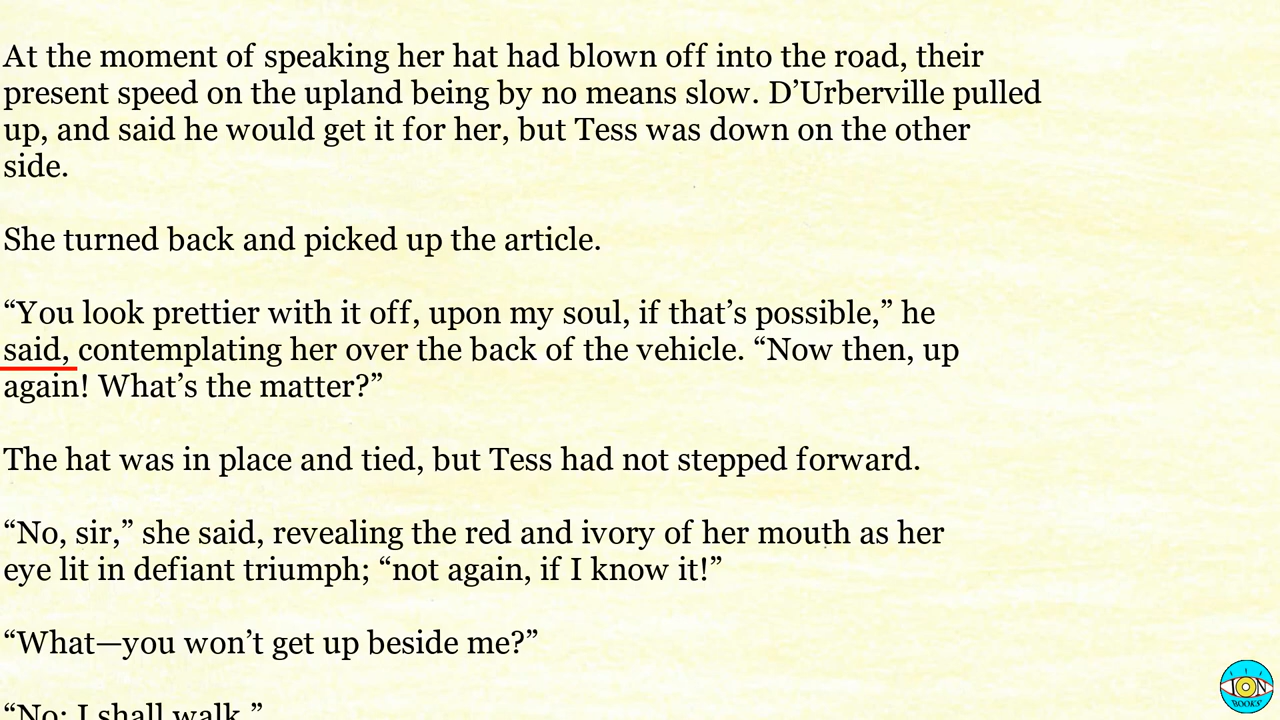 At the moment of speaking her hat had blown off into the road, their
present speed on the upland being by no means slow. D’Urberville pulled
up, and said he would get it for her, but Tess was down on the other
side.
She turned back and picked up the article.
“You look prettier with it off, upon my soul, if that’s possible,” he
said, contemplating her over the back of the vehicle. “Now then, up
again! What’s the matter?”
The hat was in place and tied, but Tess had not stepped forward.
“No, sir,” she said, revealing the red and ivory of her mouth as her
eye lit in defiant triumph; “not again, if I know it!”
“What—you won’t get up beside me?”
“No; I shall walk.”
ION
BOOKS